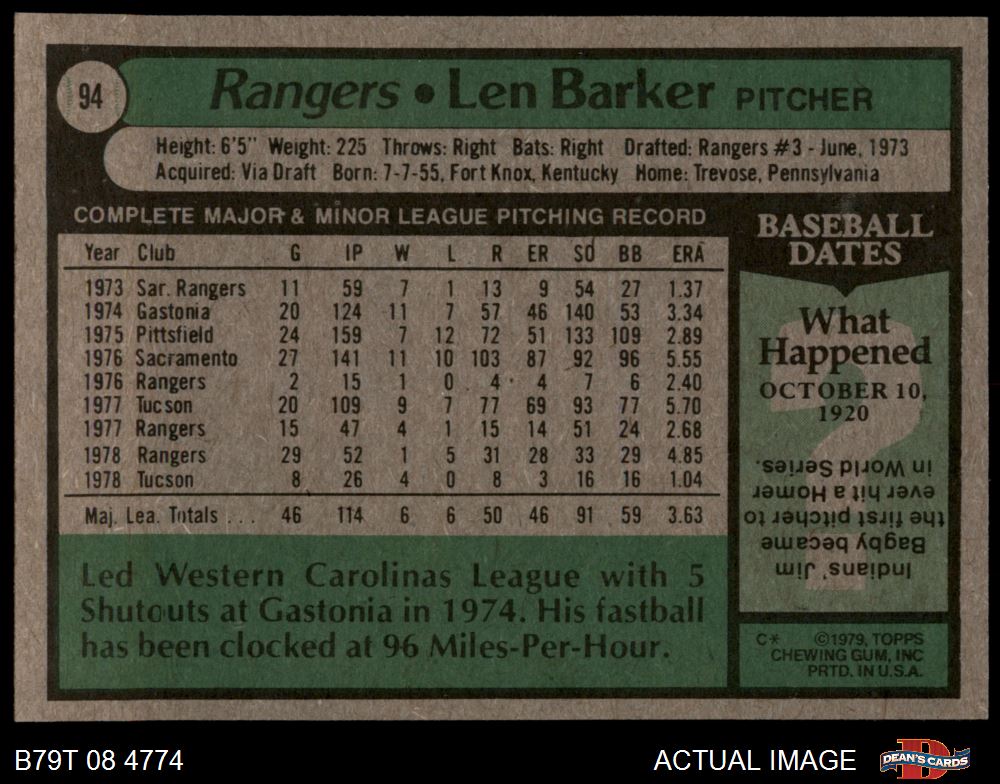 94
Rangers • Len Barker PITCHER
Height: 6'5" Weight: 225 Throws: Right Bats: Right Drafted: Rangers #3 - June, 1973
Acquired: Via Draft Born: 7-7-55, Fort Knox, Kentucky Home: Trevose, Pennsylvania
COMPLETE MAJOR & MINOR LEAGUE PITCHING RECORD
Year Club G IP W L R ER SO BB ERA
1973 Sar. Rangers 11 59 7 1 13 9 54 27 1.37
1974 Gastonia 20 124 11 7 57 46 140 53 3.34
1975 Pittsfield 24 159 7 12 72 51 133 109 2.89
1976 Sacramento 27 141 11 10 103 87 92 96 5.55
1976 Rangers 2 15 1 0 4 4 7 6 2.40
1977 Tucson 20 109 9 7 77 69 93 77 5.70
1977 Rangers 15 47 4 1 15 14 51 24 2.68
1978 Rangers 29 52 1 5 31 28 33 29 4.85
1978 Tucson 8 26 4 0 8 3 16 16 1.04
Maj. Lea. Totals ... 46 114 6 6 50 46 91 59 3.63
Led Western Carolinas League with 5
Shutouts at Gastonia in 1974. His fastball
has been clocked at 96 Miles-Per-Hour.
BASEBALL
DATES
What
Happened
OCTOBER 10,
1920
?
Indians' Jim
Bagby became
the first pitcher to
ever hit a Homer
in World Series.
C* ©1979, TOPPS
CHEWING GUM, INC
PRTD. IN U.S.A.
B79T 08 4774
ACTUAL IMAGE
DEAN'S CARDS